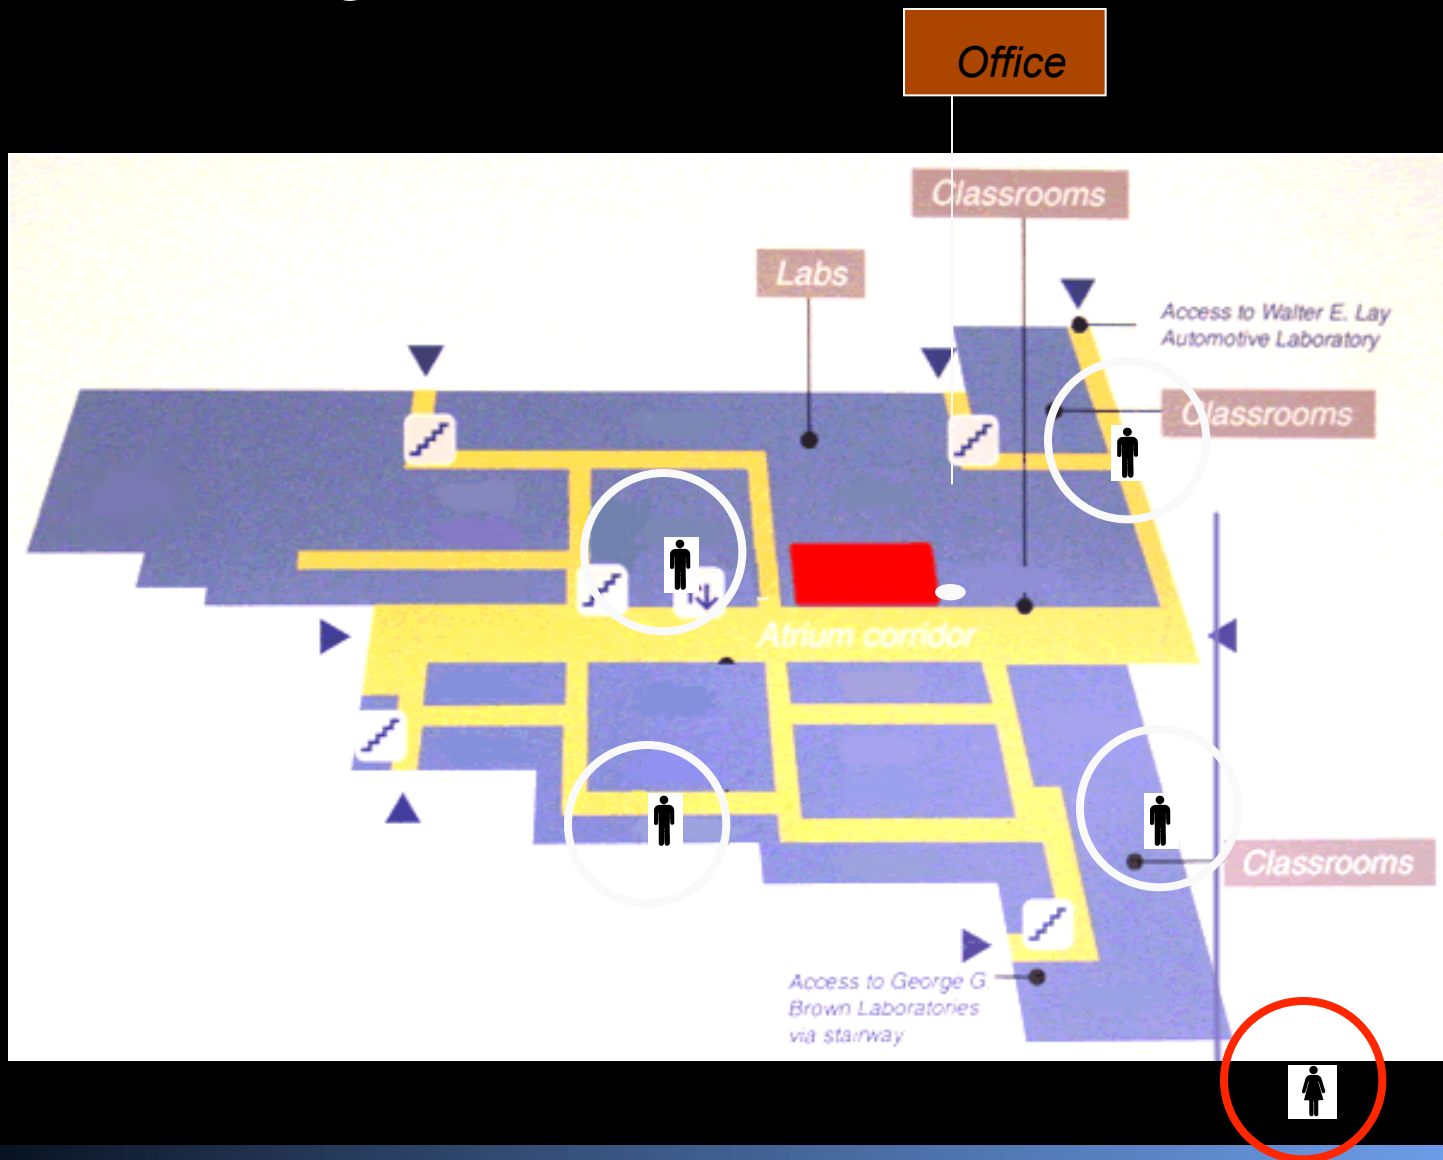 Office
Classrooms
Labs
Access to Walter E. Lay
Automotive Laboratory
Classrooms
Atrium corridor
Classrooms
Access to George G.
Brown Laboratories
via stairway